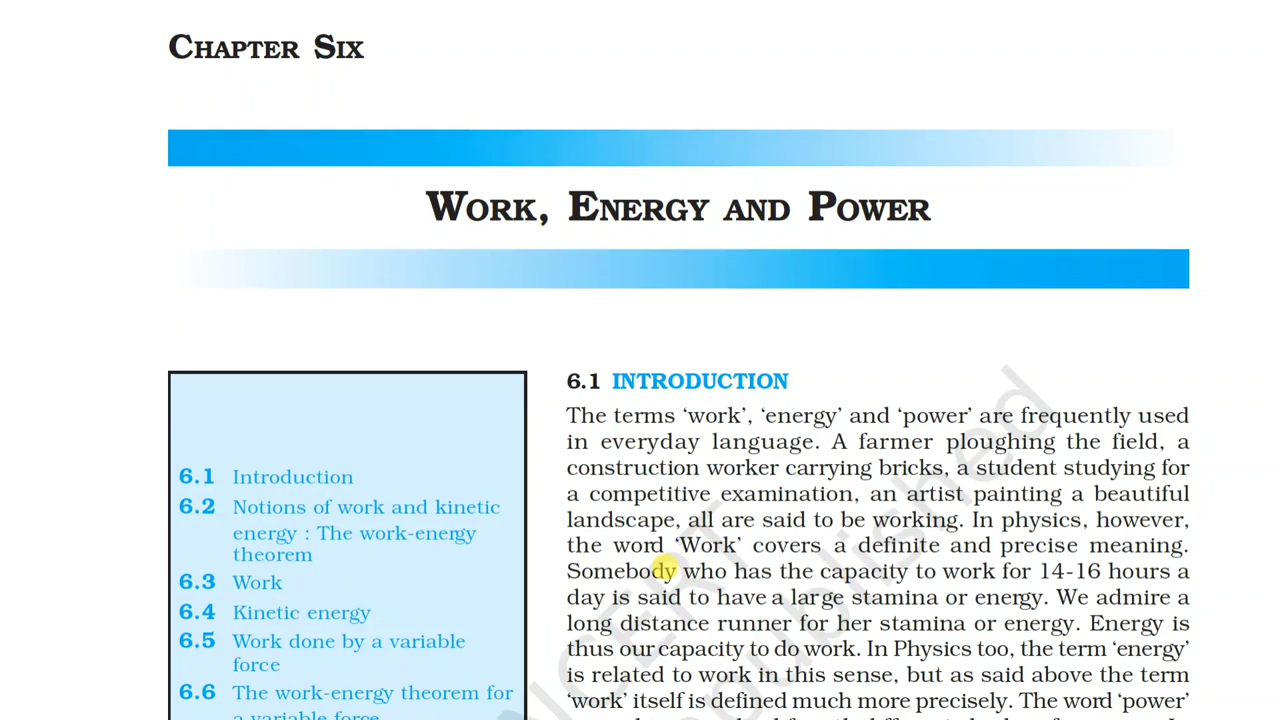 CHAPTER SIX
WORK, ENERGY AND POWER
6.1 Introduction
6.2 Notions of work and kinetic
energy : The work-energy
theorem
6.3 Work
6.4 Kinetic energy
6.5 Work done by a variable
force
6.6 The work-energy theorem for
a variable force
6.1 INTRODUCTION
The terms ‘work’, ‘energy’ and ‘power’ are frequently used
in everyday language. A farmer ploughing the field, a
construction worker carrying bricks, a student studying for
a competitive examination, an artist painting a beautiful
landscape, all are said to be working. In physics, however,
the word ‘Work’ covers a definite and precise meaning.
Somebody who has the capacity to work for 14-16 hours a
day is said to have a large stamina or energy. We admire a
long distance runner for her stamina or energy. Energy is
thus our capacity to do work. In Physics too, the term ‘energy’
is related to work in this sense, but as said above the term
‘work’ itself is defined much more precisely. The word ‘power’
NCERT
republished